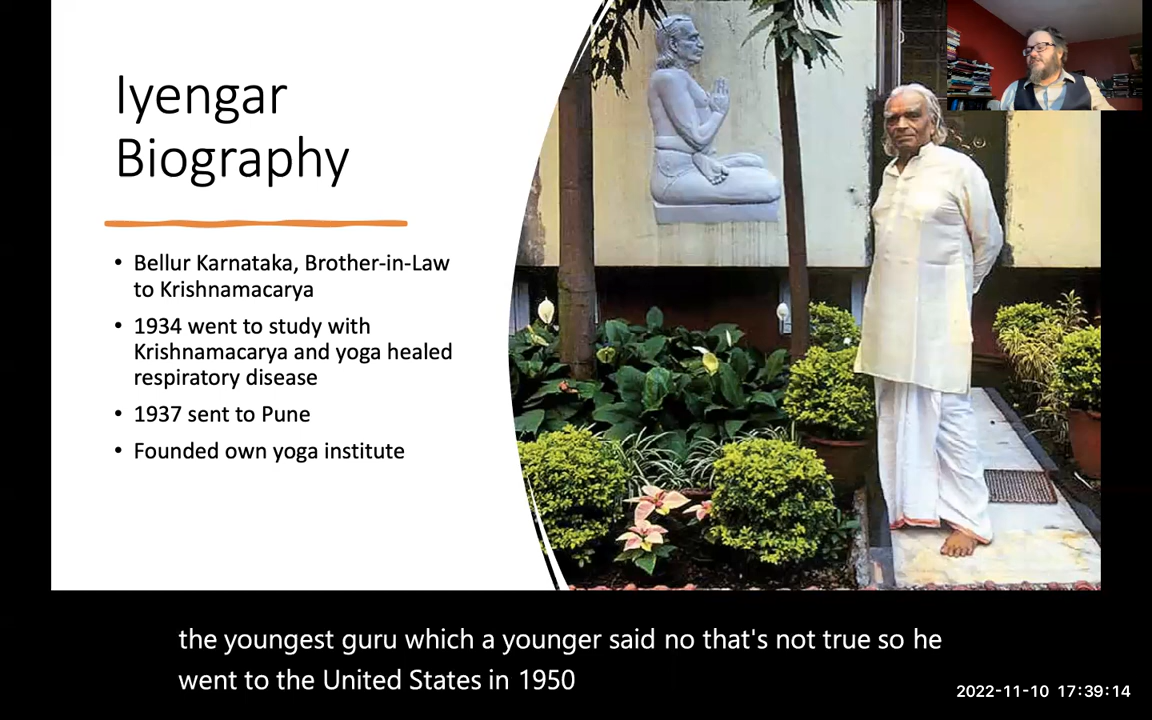 Iyengar
Biography
• Bellur Karnataka, Brother-in-Law
to Krishnamacarya
• 1934 went to study with
Krishnamacarya and yoga healed
respiratory disease
• 1937 sent to Pune
• Founded own yoga institute
the youngest guru which a younger said no that's not true so he
went to the United States in 1950
2022-11-10 17:39:14